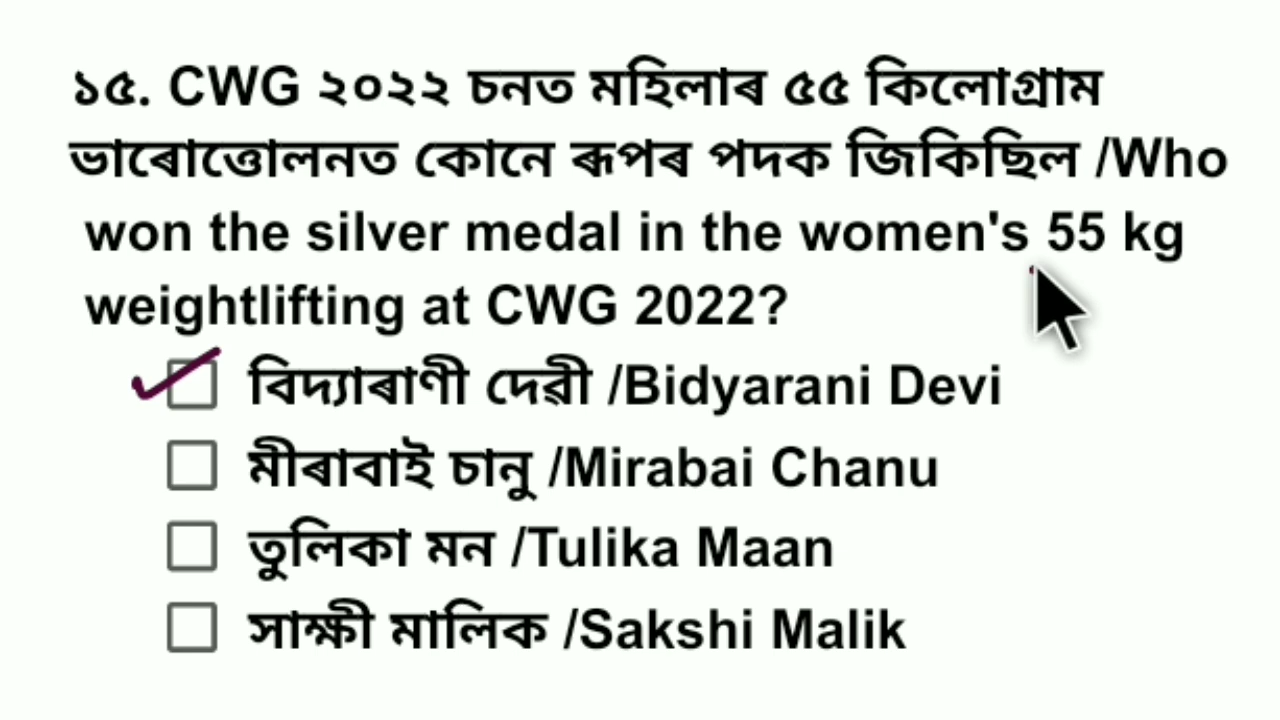 ১৫. CWG ২০২২ চনত মহিলাৰ ৫৫ কিলোগ্ৰাম
ভাৰোত্তোলনত কোনে ৰূপৰ পদক জিকিছিল /Who
won the silver medal in the women's 55 kg
weightlifting at CWG 2022?
বিদ্যাৰাণী দেৱী /Bidyarani Devi
মীৰাবাই চানু /Mirabai Chanu
তুলিকা মন /Tulika Maan
সাক্ষী মালিক /Sakshi Malik